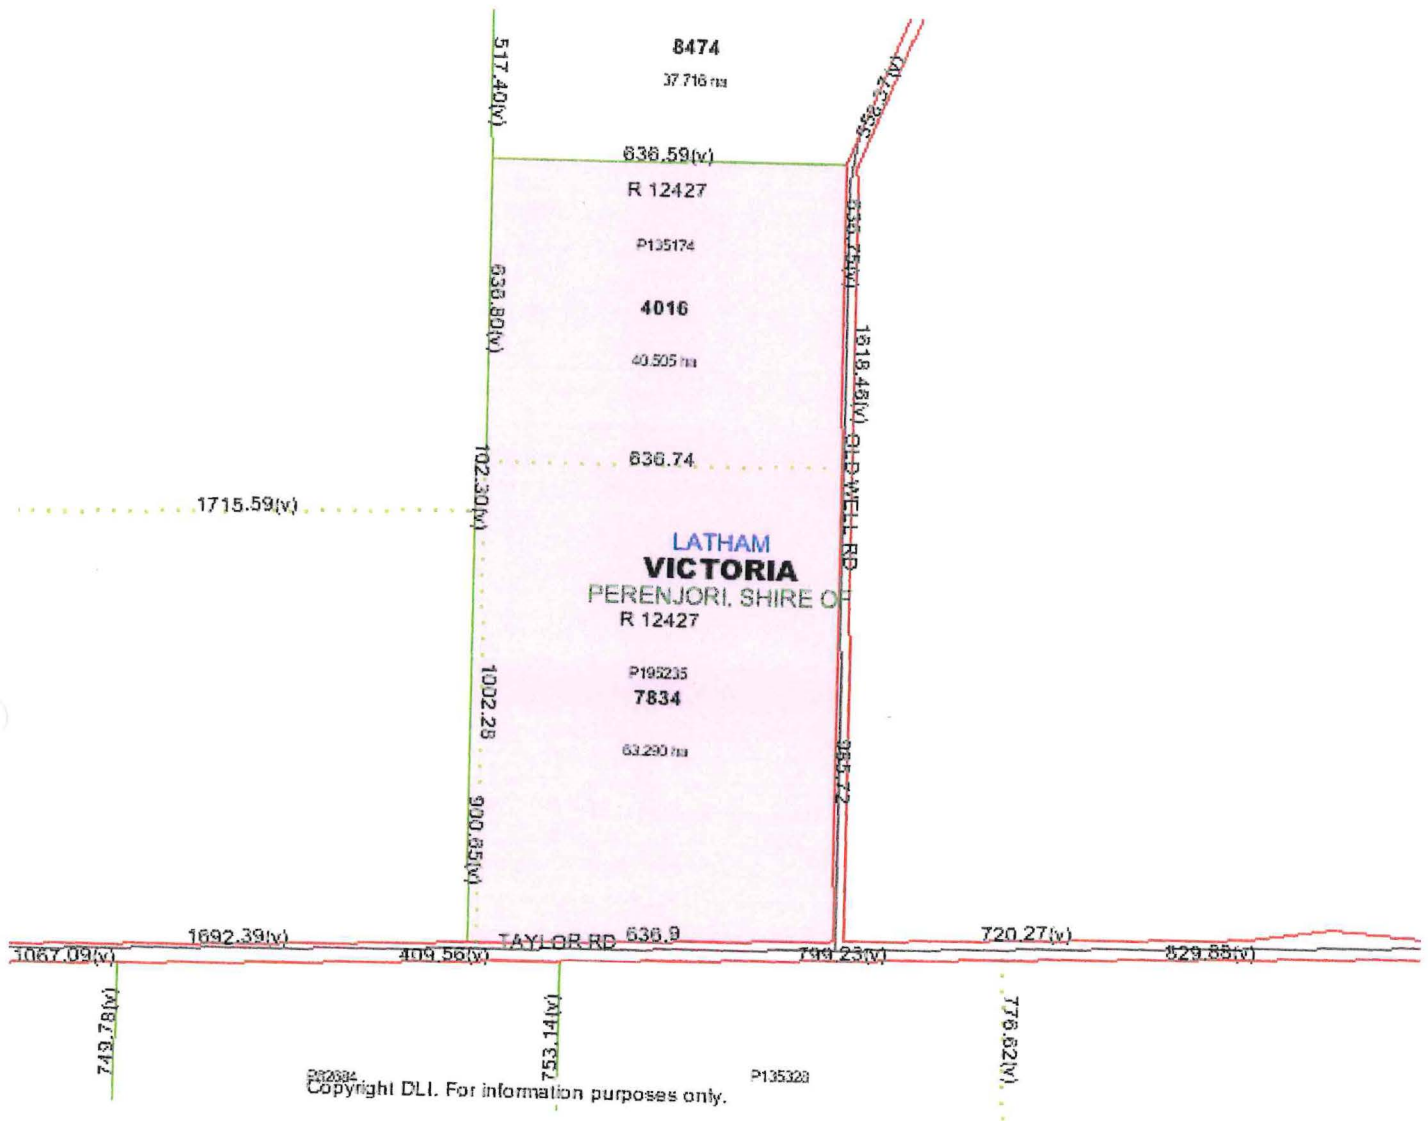 8474
37.716 ha
517.40(v)
558.37(v)
636.59(v)
R 12427
P135174
636.75(v)
636.80(v)
4016
40.505 ha
1618.46(v)
102.30(v)
636.74
1715.59(v)
OLD WELL RD
LATHAM
VICTORIA
PERENJORI, SHIRE OF
R 12427
P195235
7834
63.290 ha
1002.28
985.72
900.65(v)
1692.39(v)
TAYLOR RD
636.9
720.27(v)
1067.09(v)
409.56(v)
799.23(v)
829.88(v)
749.78(v)
753.14(v)
776.62(v)
P135328
Copyright DLI. For information purposes only.